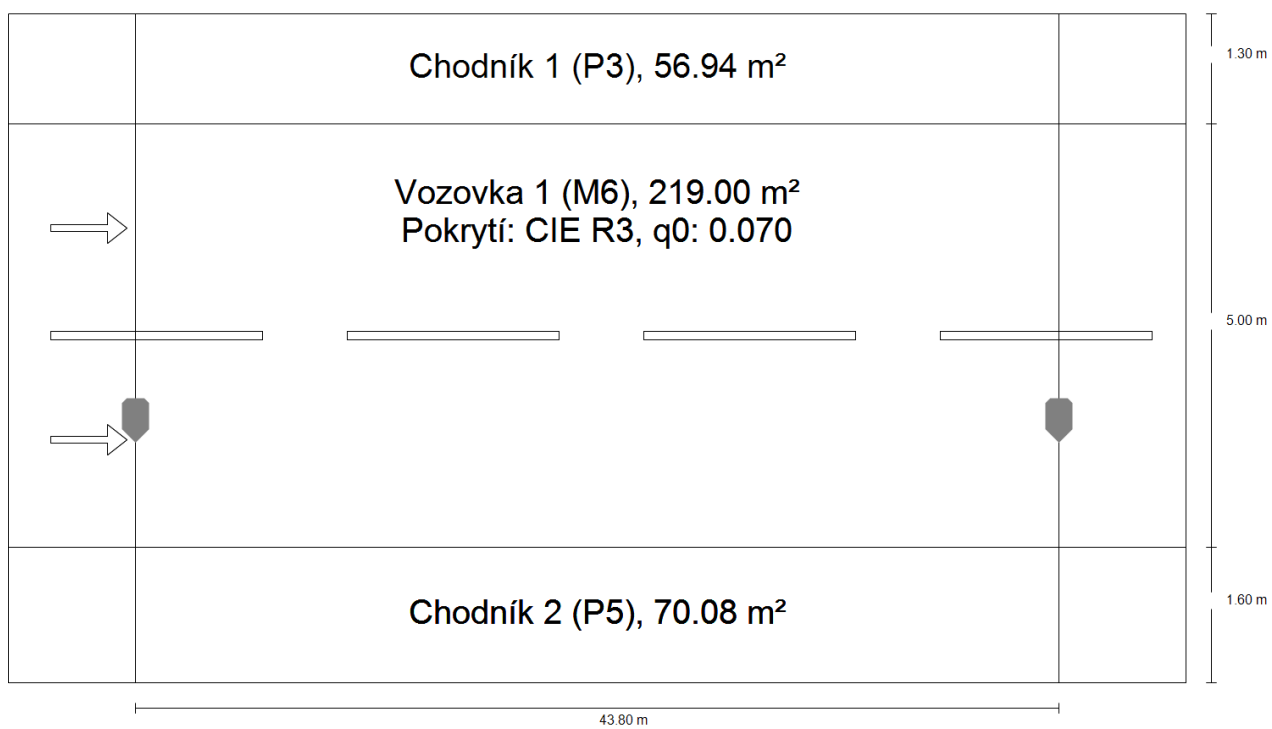 Chodník 1 (P3), 56.94 m²
1.30 m
Vozovka 1 (M6), 219.00 m²
Pokrytí: CIE R3, q0: 0.070
5.00 m
Chodník 2 (P5), 70.08 m²
1.60 m
43.80 m